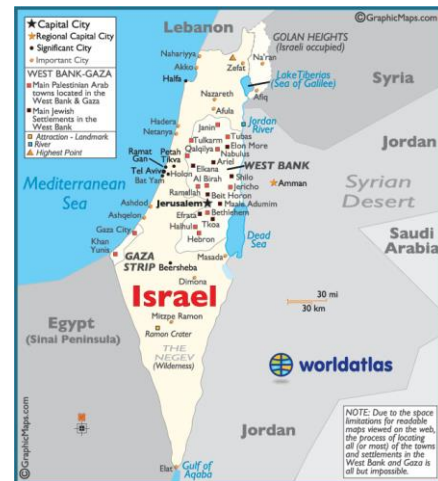 ©GraphicMaps.com
★Capital City
★Regional Capital City
● Significant City
● Important City
WEST BANK-GAZA
Main Palestinian Arab
towns located in the
West Bank & Gaza
Main Jewish
Settlements in the
West Bank
Attraction - Landmark
River
Highest Point
Lebanon
GOLAN HEIGHTS
(Israeli occupied)
Nahariyya
Akko
Haifa
Zefat
Na'ran
Lake Tiberias
(Sea of Galilee)
Syria
Nazareth
Afiq
Afula
Jordan
River
Hadera
Netanya
Janin
Tulkarm
Tubas
Qalqilya
Elon More
Nabulus
Jordan
Ramat
Gan
Petah
Tikva
Ariel
WEST BANK
Elkana
Tel Aviv
Holon
Bat Yam
Al Birah
Shilo
Ramallah
Jericho
Amman
Beit Horon
Mediterranean
Sea
Syrian
Desert
Jerusalem
Maale Adumim
Ashdod
Bethlehem
Efrata
Ashqelon
Tkoa
Halhul
Dead
Sea
Gaza City
Hebron
Saudi
Arabia
Khan
Yunis
GAZA
STRIP
Masada
Beersheba
Dimona
Israel
30 mi
30 km
Mitzpe Ramon
Egypt
(Sinai Peninsula)
Ramon Crater
THE
NEGEV
(Wilderness)
worldatlas
Jordan
NOTE: Due to the space
limitations for readable
maps viewed on the web,
the process of locating
all (or most) of the towns
and settlements in the
West Bank and Gaza is
all but impossible.
Elat
Gulf of
Aqaba
©GraphicMaps.com